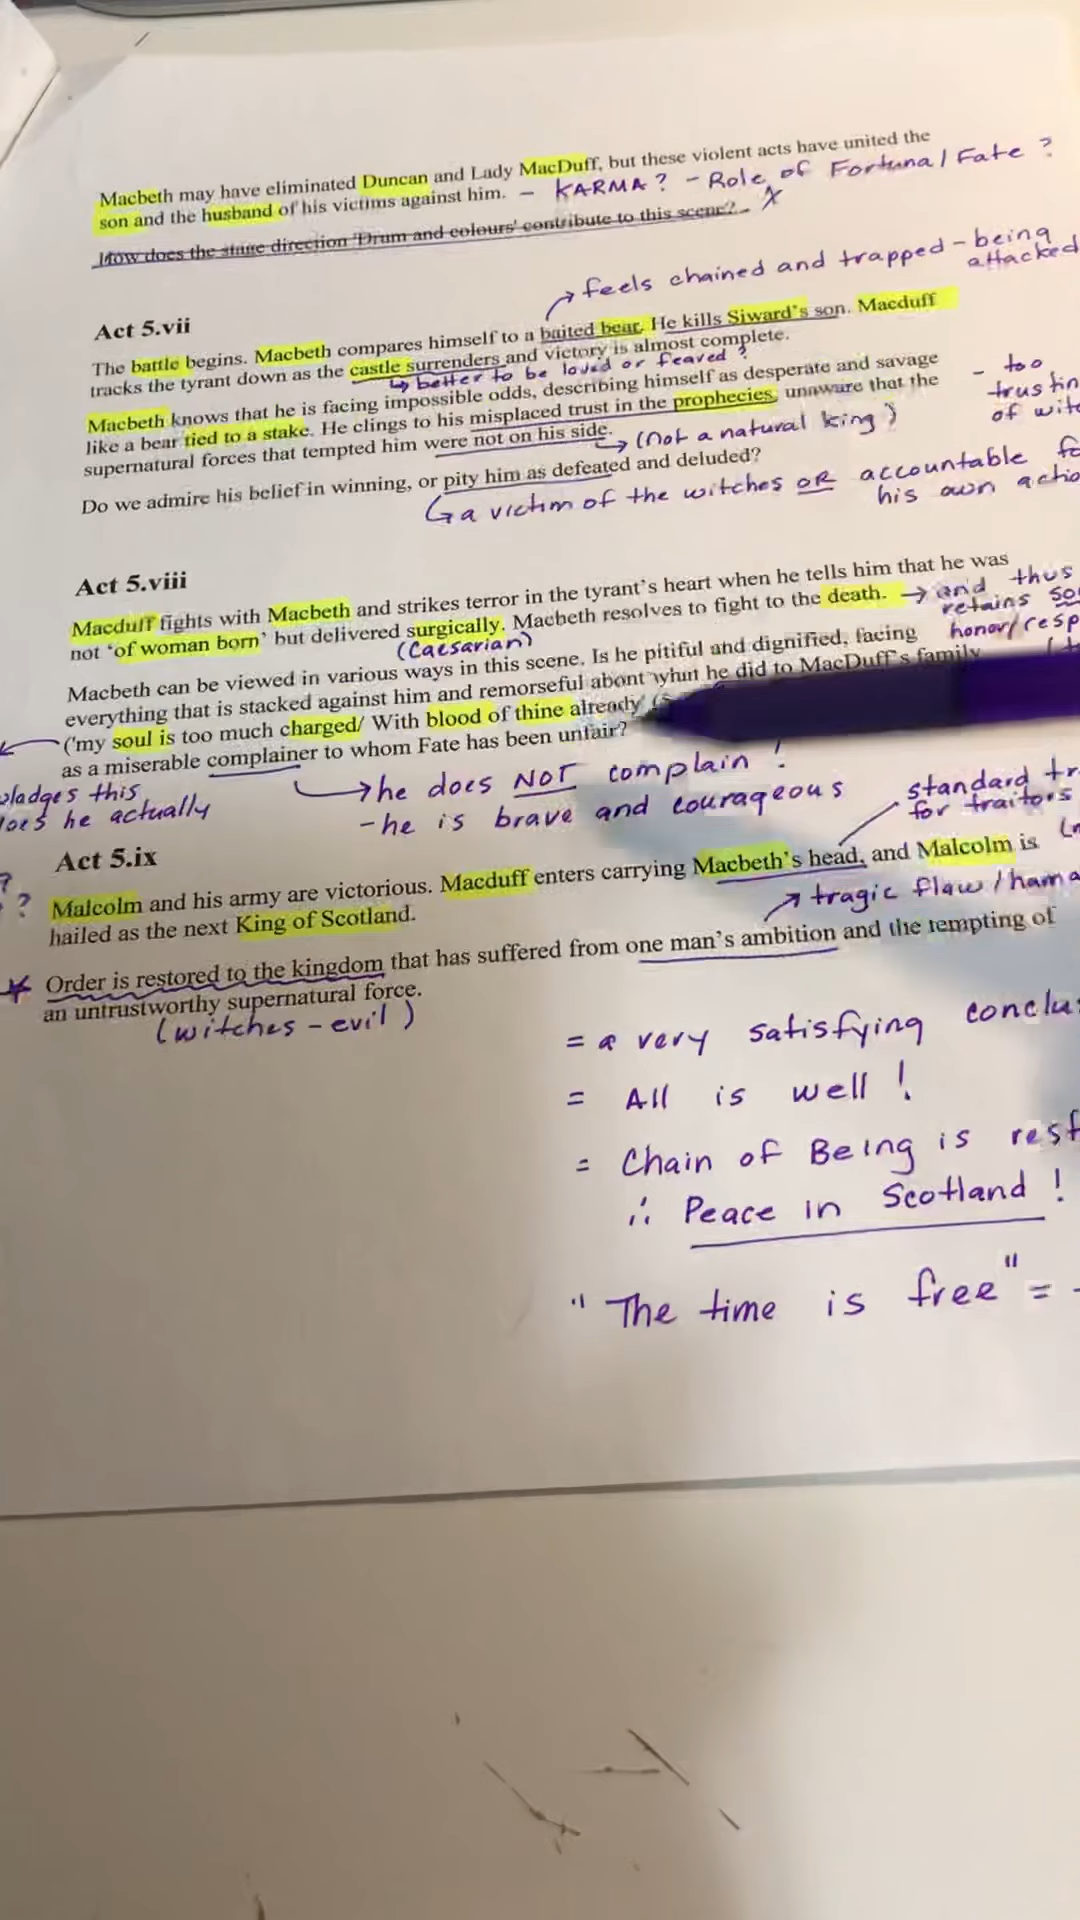 Macbeth may have eliminated Duncan and Lady MacDuff, but these violent acts have united the
son and the husband of his victims against him. – KARMA? – Role of Fortuna/Fate?
How does the stage direction 'Drum and colours' contribute to this scene? X
→ feels chained and trapped – being
attacked
Act 5.vii
The battle begins. Macbeth compares himself to a baited bear. He kills Siward's son. Macduff
tracks the tyrant down as the castle surrenders and victory is almost complete.
↳ better to be loved or feared?
Macbeth knows that he is facing impossible odds, describing himself as desperate and savage
like a bear tied to a stake. He clings to his misplaced trust in the prophecies, unaware that the
supernatural forces that tempted him were not on his side.
- too
of
→ (not a natural king)
Do we admire his belief in winning, or pity him as defeated and deluded?
↳ a victim of the witches OR accountable
his own
Act 5.viii
Macduff fights with Macbeth and strikes terror in the tyrant's heart when he tells him that he was
not 'of woman born' but delivered surgically. Macbeth resolves to fight to the death. → and thus
retains
honor/
(Caesarian)
Macbeth can be viewed in various ways in this scene. Is he pitiful and dignified, facing
everything that is stacked against him and remorseful about what he did to MacDuff's family
('my soul is too much charged/ With blood of thine already'
as a miserable complainer to whom Fate has been unfair?
this
he actually
→ he does NOT complain!
- he is brave and courageous
standard
for traitors
Act 5.ix
? Malcolm and his army are victorious. Macduff enters carrying Macbeth's head, and Malcolm is
hailed as the next King of Scotland.
→ tragic flaw/
Order is restored to the kingdom that has suffered from one man's ambition and the tempting of
an untrustworthy supernatural force.
(witches – evil)
= a very satisfying
= All is well!
= Chain of Being is
∴ Peace in Scotland!
"The time is free" =